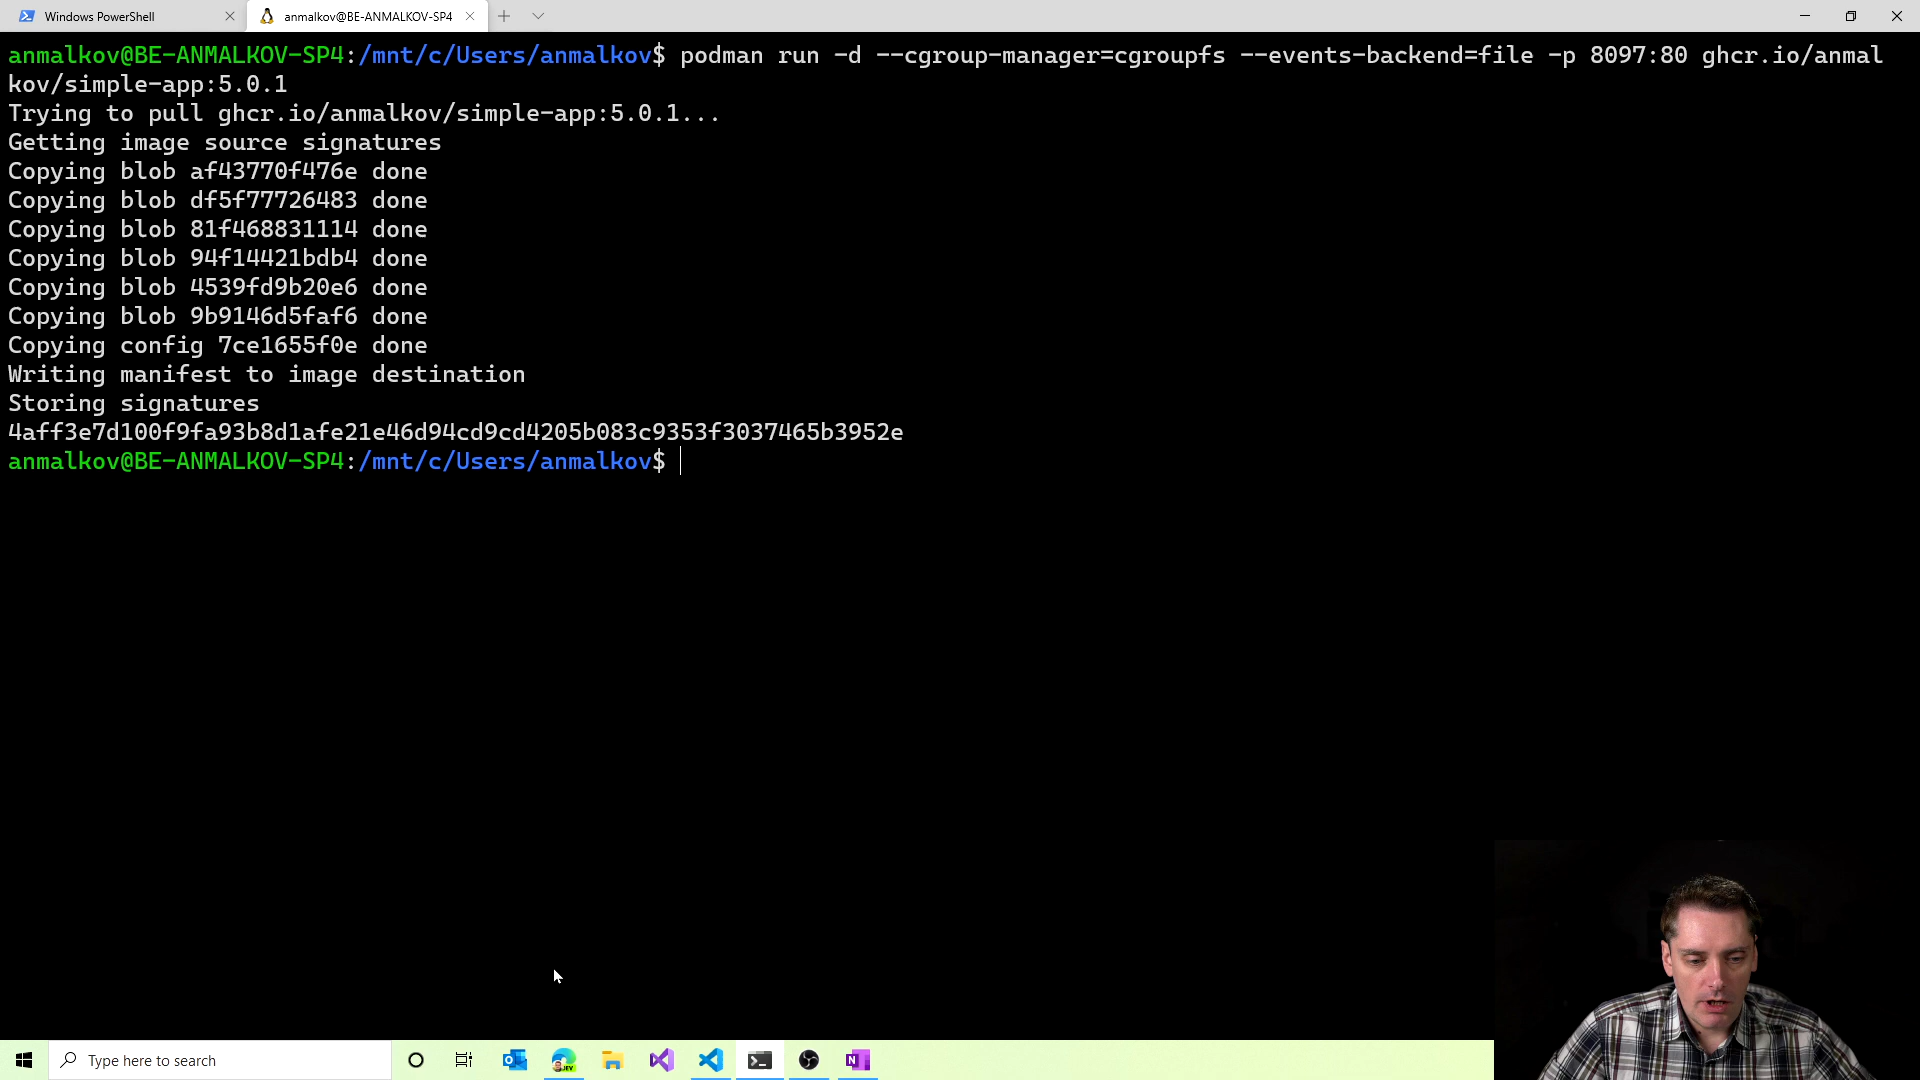 Windows PowerShell
anmalkov@BE-ANMALKOV-SP4
anmalkov@BE-ANMALKOV-SP4:/mnt/c/Users/anmalkov$ podman run -d --cgroup-manager=cgroupfs --events-backend=file -p 8097:80 ghcr.io/anmal
kov/simple-app:5.0.1
Trying to pull ghcr.io/anmalkov/simple-app:5.0.1...
Getting image source signatures
Copying blob af43770f476e done
Copying blob df5f77726483 done
Copying blob 81f468831114 done
Copying blob 94f14421bdb4 done
Copying blob 4539fd9b20e6 done
Copying blob 9b9146d5faf6 done
Copying config 7ce1655f0e done
Writing manifest to image destination
Storing signatures
4aff3e7d100f9fa93b8d1afe21e46d94cd9cd4205b083c9353f3037465b3952e
anmalkov@BE-ANMALKOV-SP4:/mnt/c/Users/anmalkov$
Type here to search